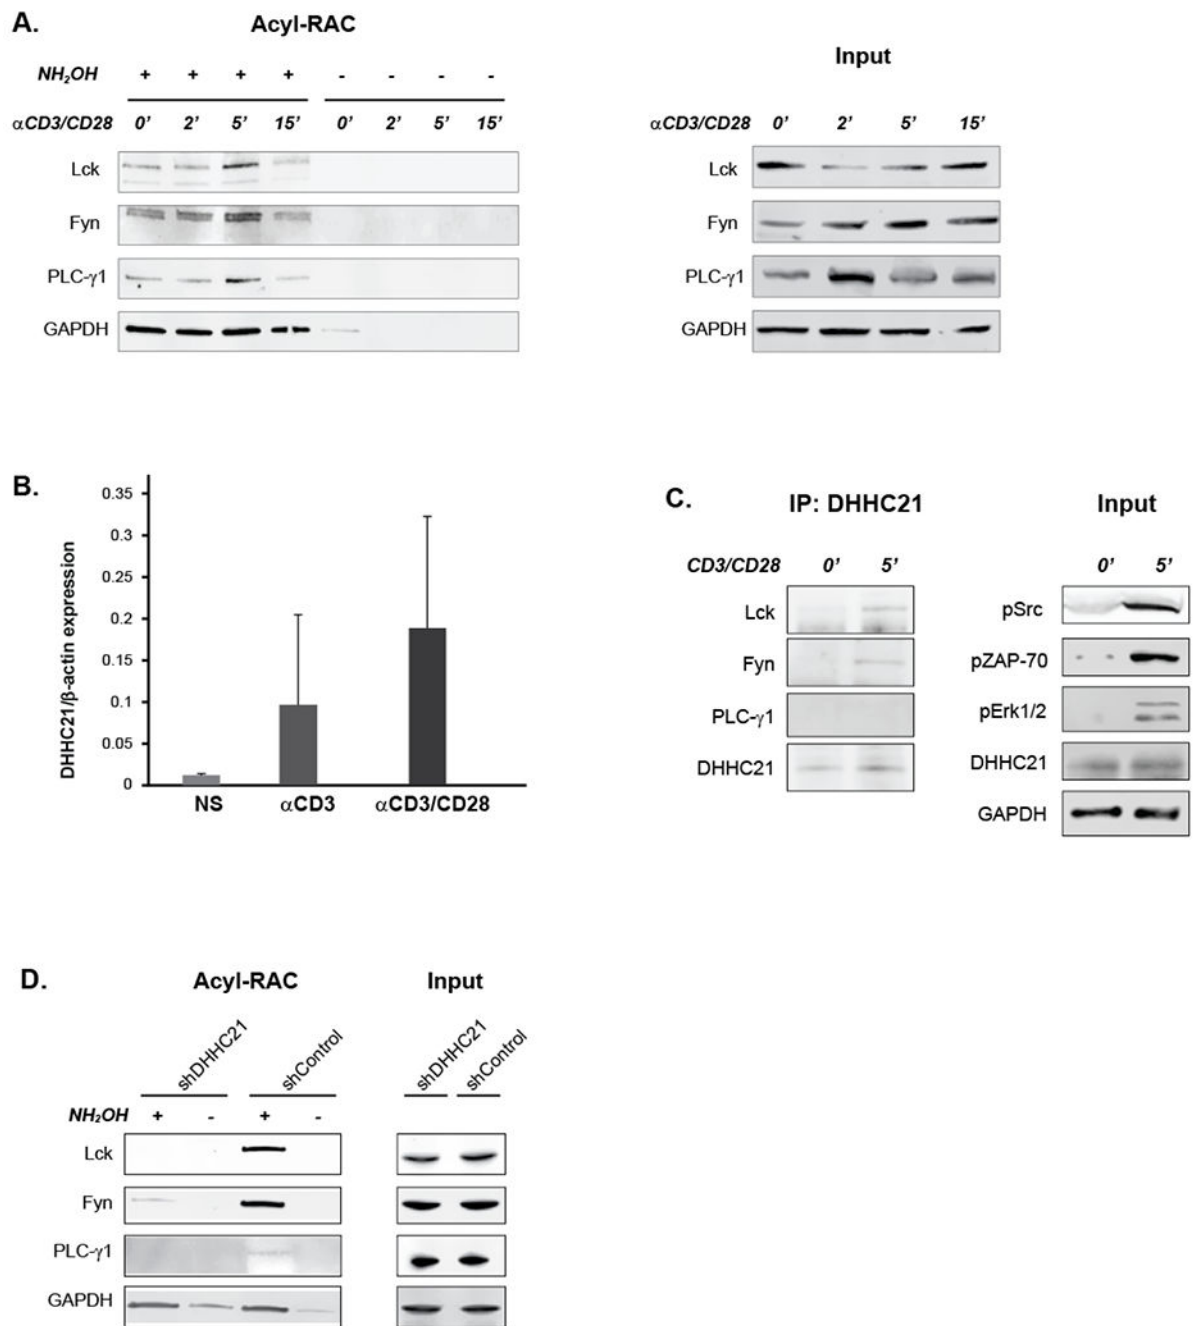 A.
Acyl-RAC
NH₂OH + + + + - - - -
αCD3/CD28 0’ 2’ 5’ 15’ 0’ 2’ 5’ 15’
Lck
Fyn
PLC-γ1
GAPDH
Input
αCD3/CD28 0’ 2’ 5’ 15’
Lck
Fyn
PLC-γ1
GAPDH
B.
DHHC21/β-actin expression
0.35
0.3
0.25
0.2
0.15
0.1
0.05
0
NS αCD3 αCD3/CD28
C.
IP: DHHC21
CD3/CD28 0’ 5’
Lck
Fyn
PLC-γ1
DHHC21
Input
0’ 5’
pSrc
pZAP-70
pErk1/2
DHHC21
GAPDH
D.
Acyl-RAC
shDHHC21 shControl
NH₂OH + - + -
Lck
Fyn
PLC-γ1
GAPDH
Input
shDHHC21 shControl